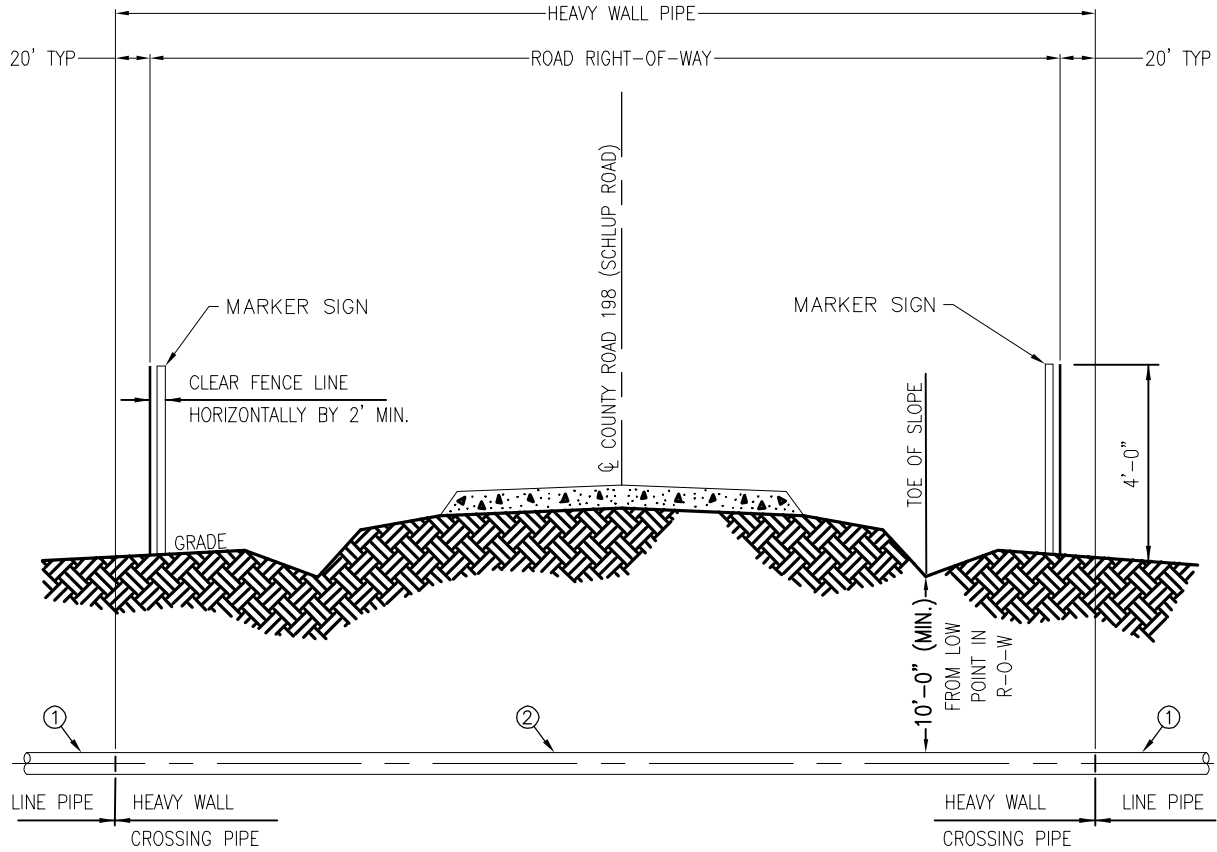 HEAVY WALL PIPE
20' TYP
ROAD RIGHT-OF-WAY
20' TYP
℄ COUNTY ROAD 198 (SCHLUP ROAD)
MARKER SIGN
MARKER SIGN
CLEAR FENCE LINE
HORIZONTALLY BY 2' MIN.
TOE OF SLOPE
4'-0"
GRADE
10'-0" (MIN.)
FROM LOW
POINT IN
R-O-W
1
2
1
LINE PIPE
HEAVY WALL
CROSSING PIPE
HEAVY WALL
CROSSING PIPE
LINE PIPE